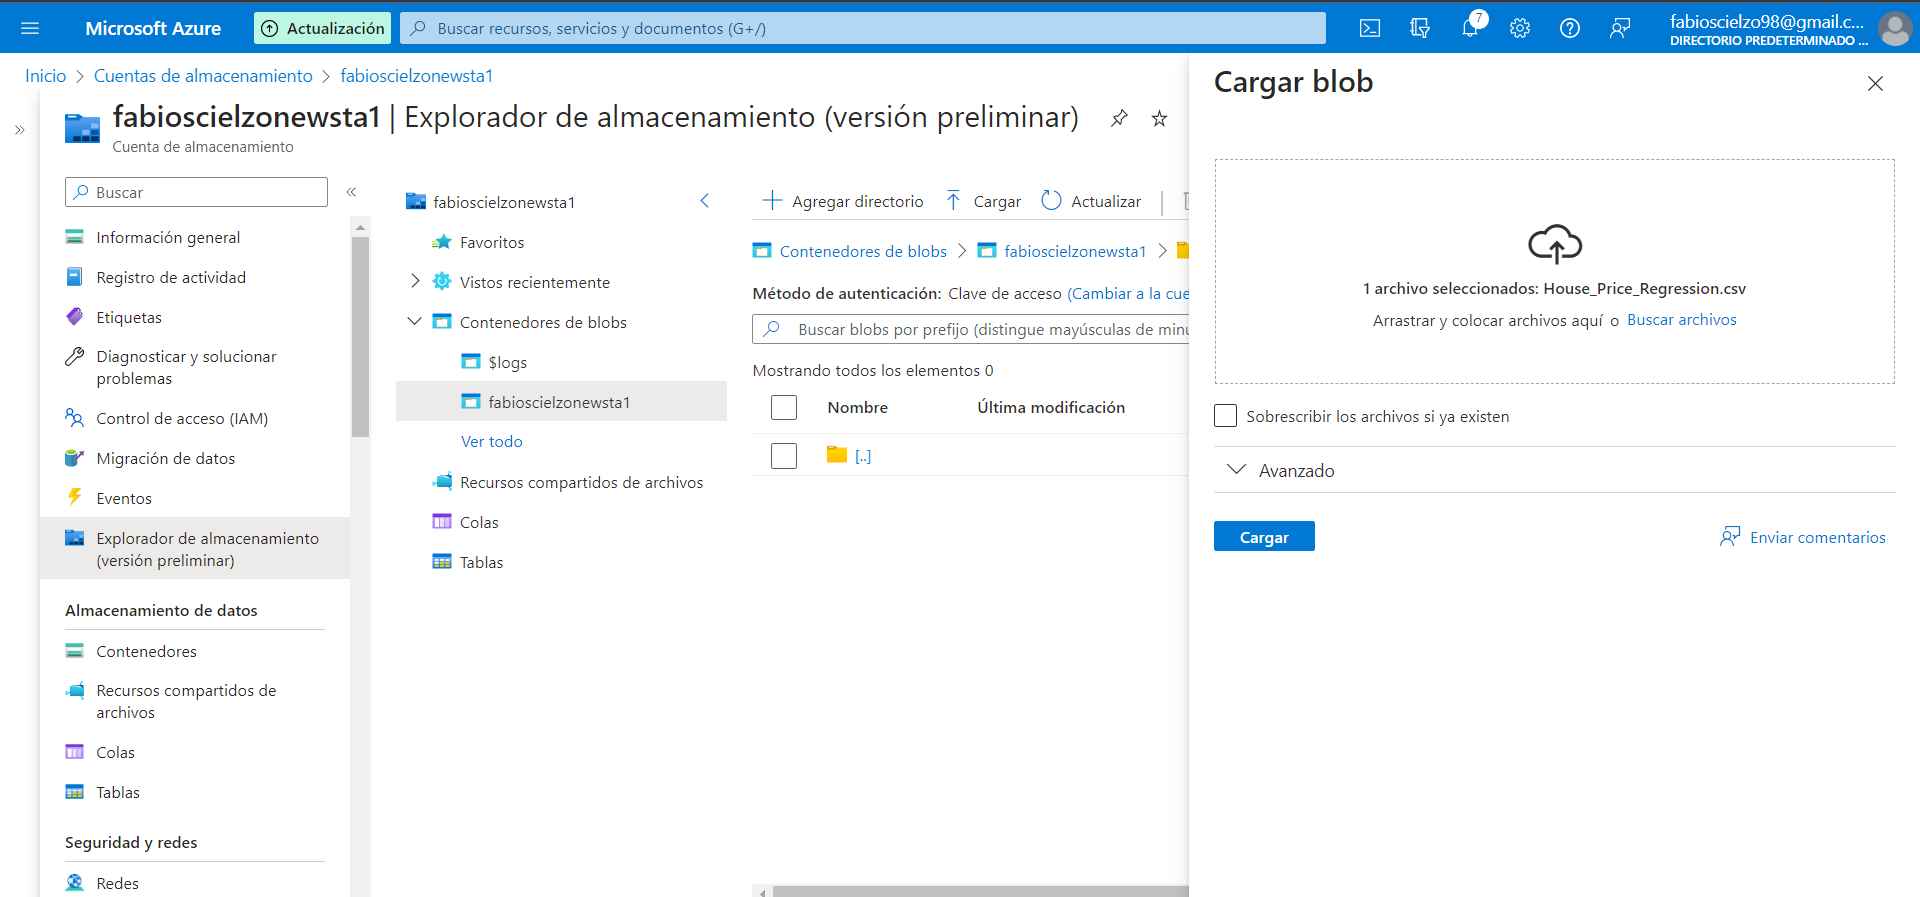 Microsoft Azure
Actualización
Buscar recursos, servicios y documentos (G+/)
7
fabioscielzo98@gmail.c...
DIRECTORIO PREDETERMINADO ...
Inicio > Cuentas de almacenamiento > fabioscielzonewsta1
fabioscielzonewsta1 | Explorador de almacenamiento (versión preliminar)
Cuenta de almacenamiento
Buscar
Información general
Registro de actividad
Etiquetas
Diagnosticar y solucionar
problemas
Control de acceso (IAM)
Migración de datos
Eventos
Explorador de almacenamiento
(versión preliminar)
Almacenamiento de datos
Contenedores
Recursos compartidos de
archivos
Colas
Tablas
Seguridad y redes
Redes
fabioscielzonewsta1
Favoritos
Vistos recientemente
Contenedores de blobs
$logs
fabioscielzonewsta1
Ver todo
Recursos compartidos de archivos
Colas
Tablas
Agregar directorio Cargar Actualizar
Contenedores de blobs > fabioscielzonewsta1 >
Método de autenticación: Clave de acceso (Cambiar a la cue
Buscar blobs por prefijo (distingue mayúsculas de minú
Mostrando todos los elementos 0
Nombre Última modificación
[..]
Cargar blob
1 archivo seleccionados: House_Price_Regression.csv
Arrastrar y colocar archivos aquí o Buscar archivos
Sobrescribir los archivos si ya existen
Avanzado
Cargar
Enviar comentarios